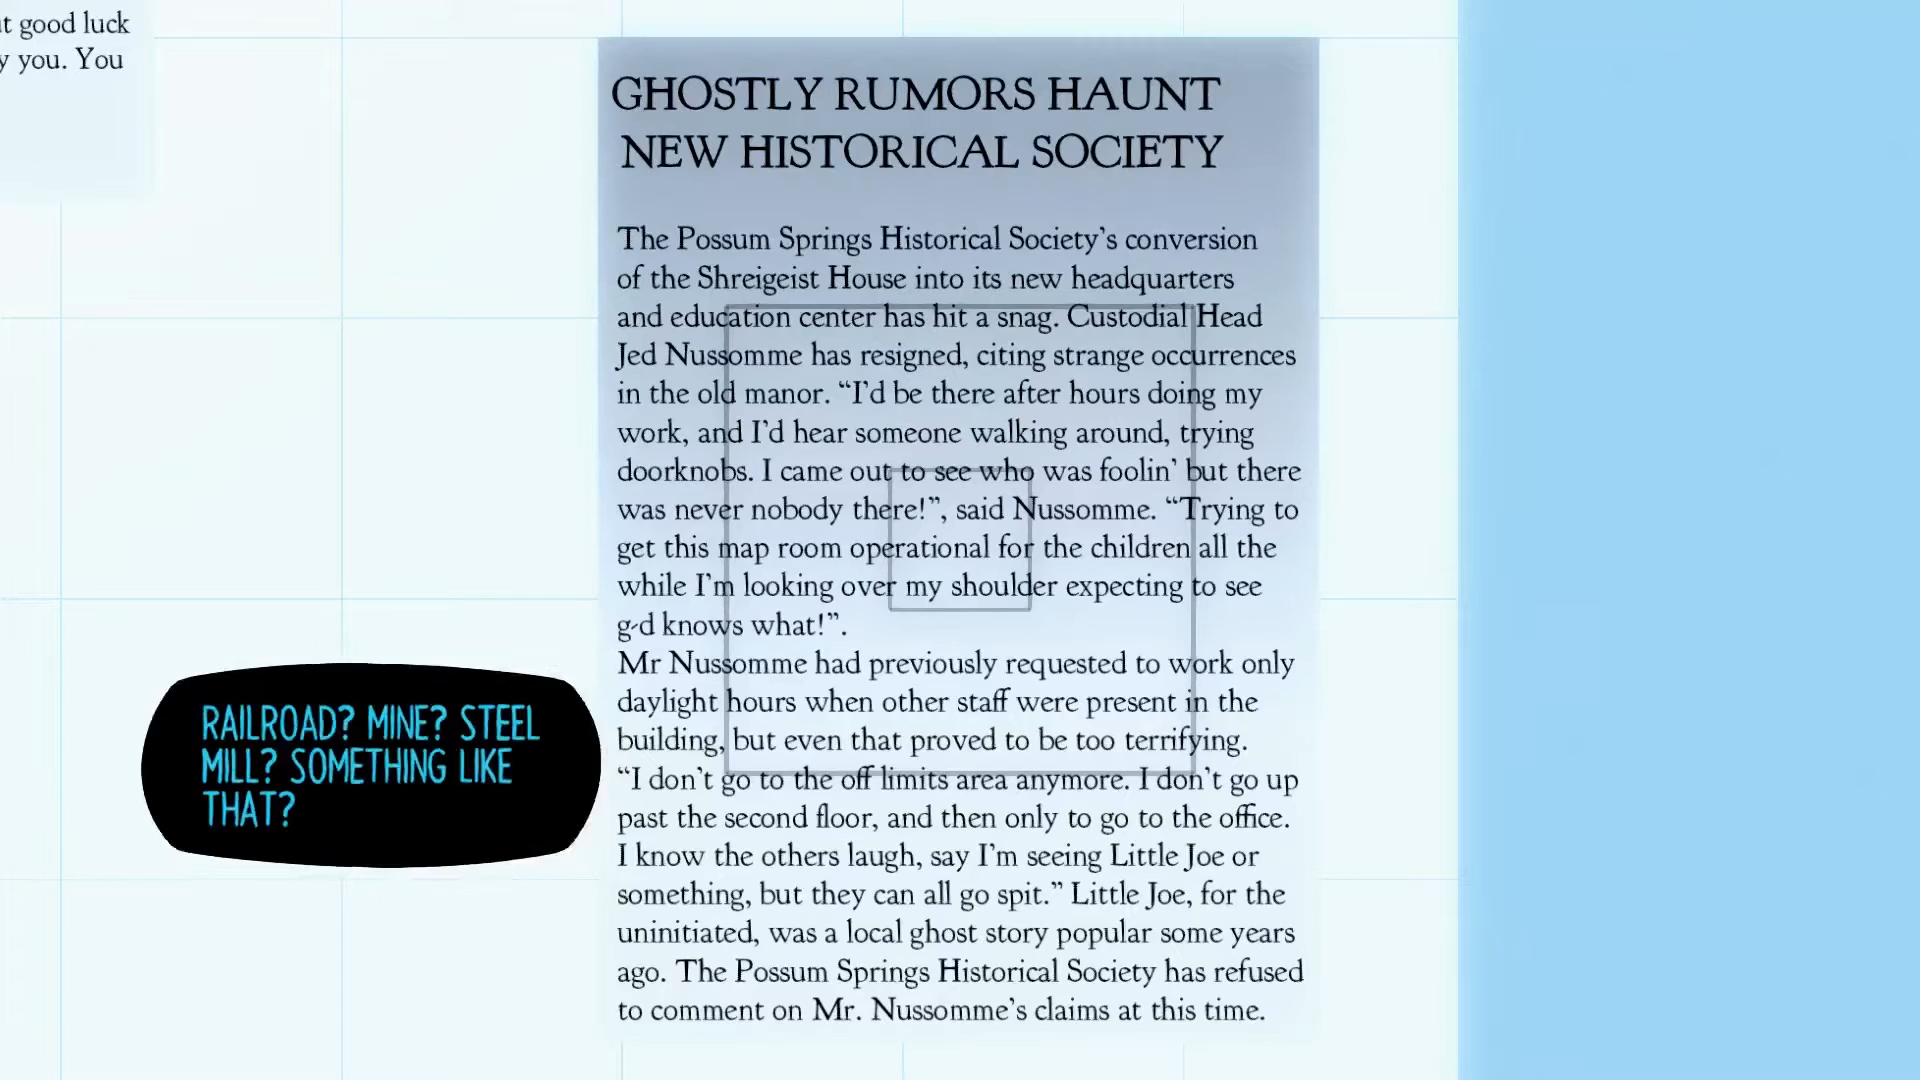 t good luck
y you. You
GHOSTLY RUMORS HAUNT
NEW HISTORICAL SOCIETY
The Possum Springs Historical Society's conversion
of the Shreigeist House into its new headquarters
and education center has hit a snag. Custodial Head
Jed Nussomme has resigned, citing strange occurrences
in the old manor. “I'd be there after hours doing my
work, and I'd hear someone walking around, trying
doorknobs. I came out to see who was foolin' but there
was never nobody there!”, said Nussomme. “Trying to
get this map room operational for the children all the
while I'm looking over my shoulder expecting to see
g-d knows what!”.
Mr Nussomme had previously requested to work only
daylight hours when other staff were present in the
building, but even that proved to be too terrifying.
“I don't go to the off limits area anymore. I don't go up
past the second floor, and then only to go to the office.
I know the others laugh, say I'm seeing Little Joe or
something, but they can all go spit.” Little Joe, for the
uninitiated, was a local ghost story popular some years
ago. The Possum Springs Historical Society has refused
to comment on Mr. Nussomme's claims at this time.
RAILROAD? MINE? STEEL
MILL? SOMETHING LIKE
THAT?